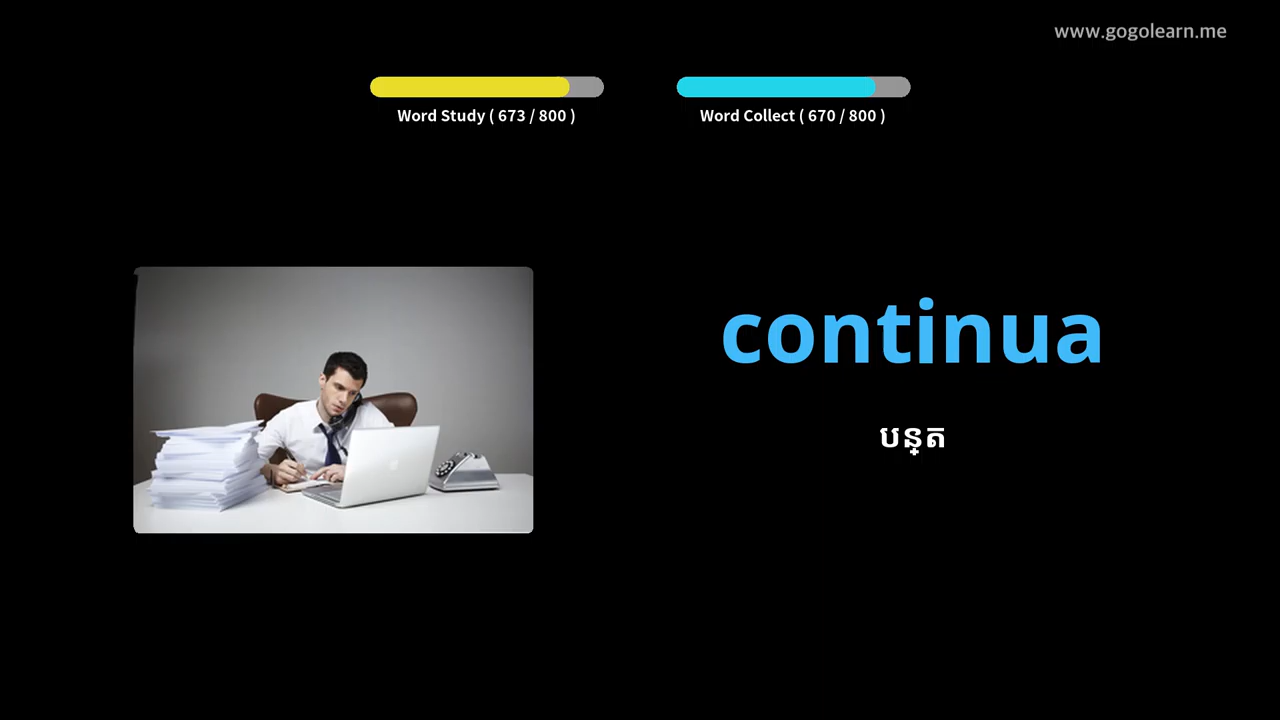 www.gogolearn.me
Word Study ( 673 / 800 )
Word Collect ( 670 / 800 )
continua
បន្ត